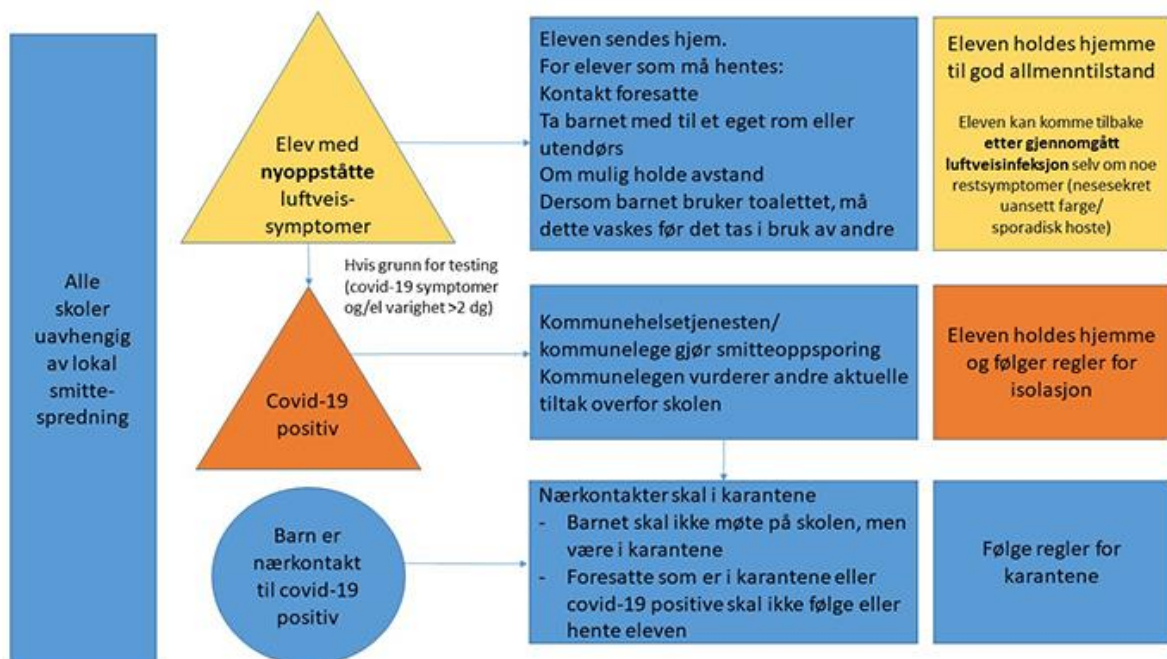 Alle
skoler
uavhengig
av lokal
smitte-
spredning
Elev med
nyoppståtte
luftveis-
symptomer
Eleven sendes hjem.
For elever som må hentes:
Kontakt foresatte
Ta barnet med til et eget rom eller
utendørs
Om mulig holde avstand
Dersom barnet bruker toalettet, må
dette vaskes før det tas i bruk av andre
Eleven holdes hjemme
til god allmenntilstand
Eleven kan komme tilbake
etter gjennomgått
luftveisinfeksjon selv om noe
restsymptomer (nesesekret
uansett farge/
sporadisk hoste)
Hvis grunn for testing
(covid-19 symptomer
og/el varighet >2 dg)
Covid-19
positiv
Kommunehelsetjenesten/
kommunelege gjør smitteoppsporing
Kommunelegen vurderer andre aktuelle
tiltak overfor skolen
Eleven holdes hjemme
og følger regler for
isolasjon
Barn er
nærkontakt
til covid-19
positiv
Nærkontakter skal i karantene
- Barnet skal ikke møte på skolen, men
være i karantene
- Foresatte som er i karantene eller
covid-19 positive skal ikke følge eller
hente eleven
Følge regler for
karantene